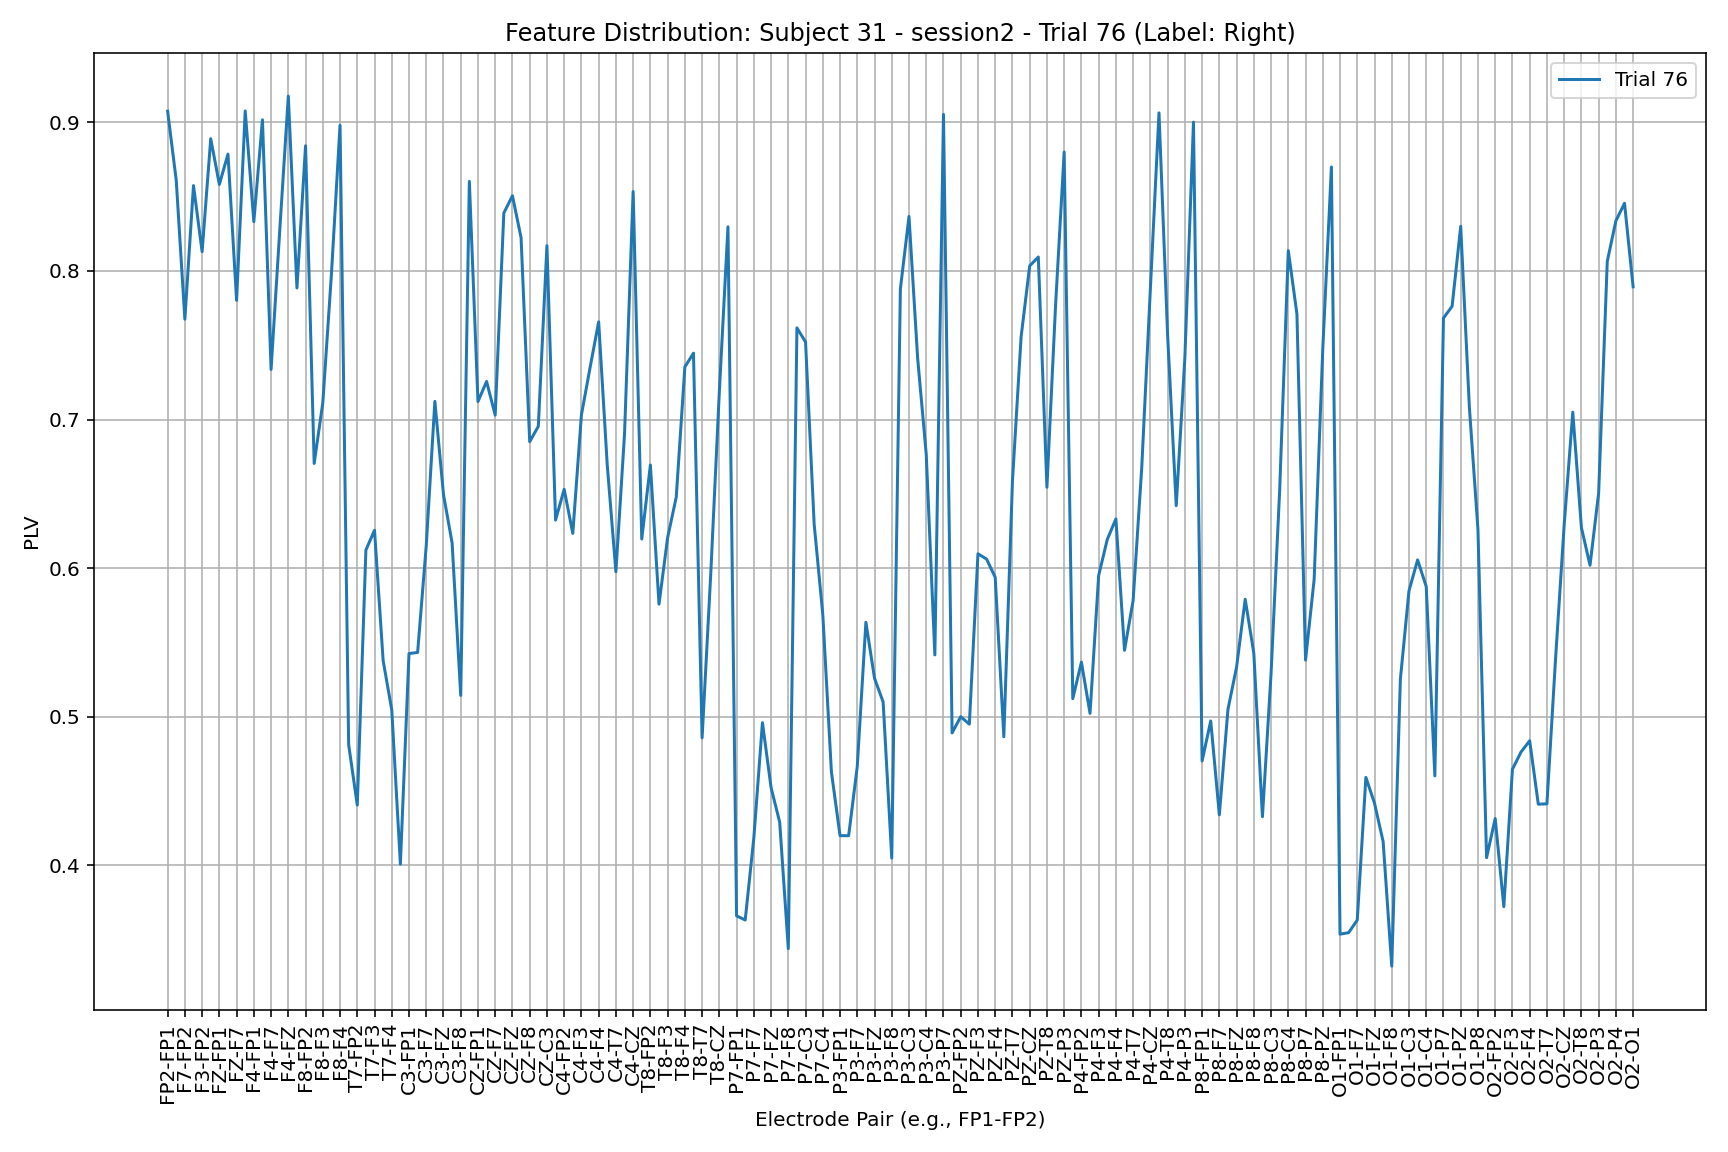 Feature Distribution: Subject 31 - session2 - Trial 76 (Label: Right)
Trial 76
PLV
0.9
0.8
0.7
0.6
0.5
0.4
FP2-FP1
F7-FP2
F3-FP2
FZ-FP1
FZ-F7
F4-FP1
F4-F7
F4-FZ
F8-FP2
F8-F3
F8-F4
T7-FP2
T7-F3
T7-F4
C3-FP1
C3-F7
C3-FZ
C3-F8
CZ-FP1
CZ-F7
CZ-FZ
CZ-F8
CZ-C3
C4-FP2
C4-F3
C4-F4
C4-T7
C4-CZ
T8-FP2
T8-F3
T8-F4
T8-T7
T8-CZ
P7-FP1
P7-F7
P7-FZ
P7-F8
P7-C3
P7-C4
P3-FP1
P3-F7
P3-FZ
P3-F8
P3-C3
P3-C4
P3-P7
PZ-FP2
PZ-F3
PZ-F4
PZ-T7
PZ-CZ
PZ-T8
PZ-P3
P4-FP2
P4-F3
P4-F4
P4-T7
P4-CZ
P4-T8
P4-P3
P8-FP1
P8-F7
P8-FZ
P8-F8
P8-C3
P8-C4
P8-P7
P8-PZ
O1-FP1
O1-F7
O1-FZ
O1-F8
O1-C3
O1-C4
O1-P7
O1-PZ
O1-P8
O2-FP2
O2-F3
O2-F4
O2-T7
O2-CZ
O2-T8
O2-P3
O2-P4
O2-O1
Electrode Pair (e.g., FP1-FP2)